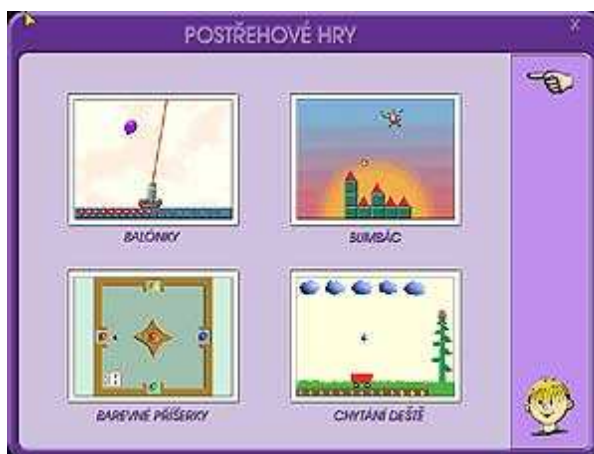 POSTŘEHOVÉ HRY
X
BALÓNKY
BUMBÁC
BAREVNÉ PŘÍŠERKY
CHYTÁNÍ DEŠTĚ